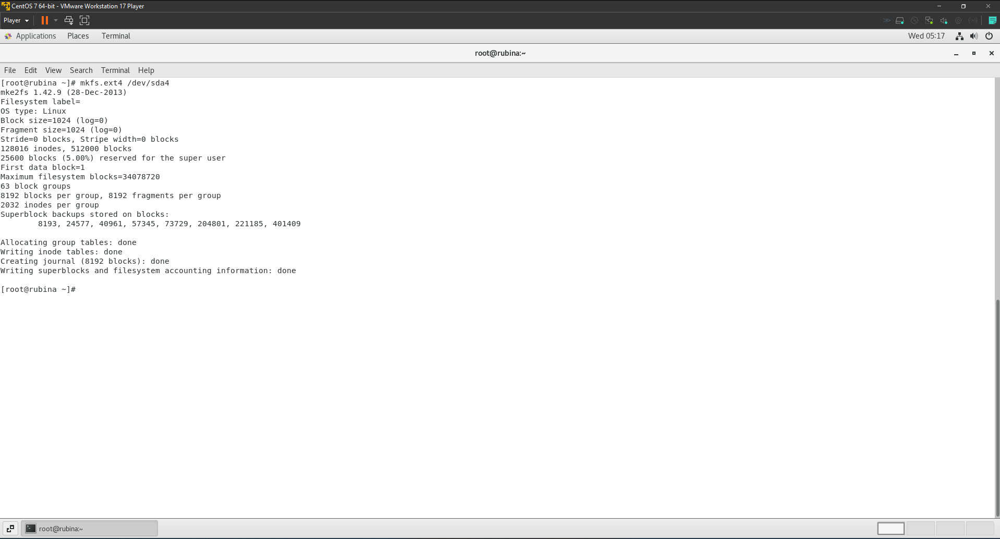 CentOS 7 64-bit - VMware Workstation 17 Player
Player
Applications Places Terminal Wed 05:17
root@rubina:~
File Edit View Search Terminal Help
[root@rubina ~]# mkfs.ext4 /dev/sda4
mke2fs 1.42.9 (28-Dec-2013)
Filesystem label=
OS type: Linux
Block size=1024 (log=0)
Fragment size=1024 (log=0)
Stride=0 blocks, Stripe width=0 blocks
128016 inodes, 512000 blocks
25600 blocks (5.00%) reserved for the super user
First data block=1
Maximum filesystem blocks=34078720
63 block groups
8192 blocks per group, 8192 fragments per group
2032 inodes per group
Superblock backups stored on blocks:
8193, 24577, 40961, 57345, 73729, 204801, 221185, 401409
Allocating group tables: done
Writing inode tables: done
Creating journal (8192 blocks): done
Writing superblocks and filesystem accounting information: done
[root@rubina ~]#
root@rubina:~